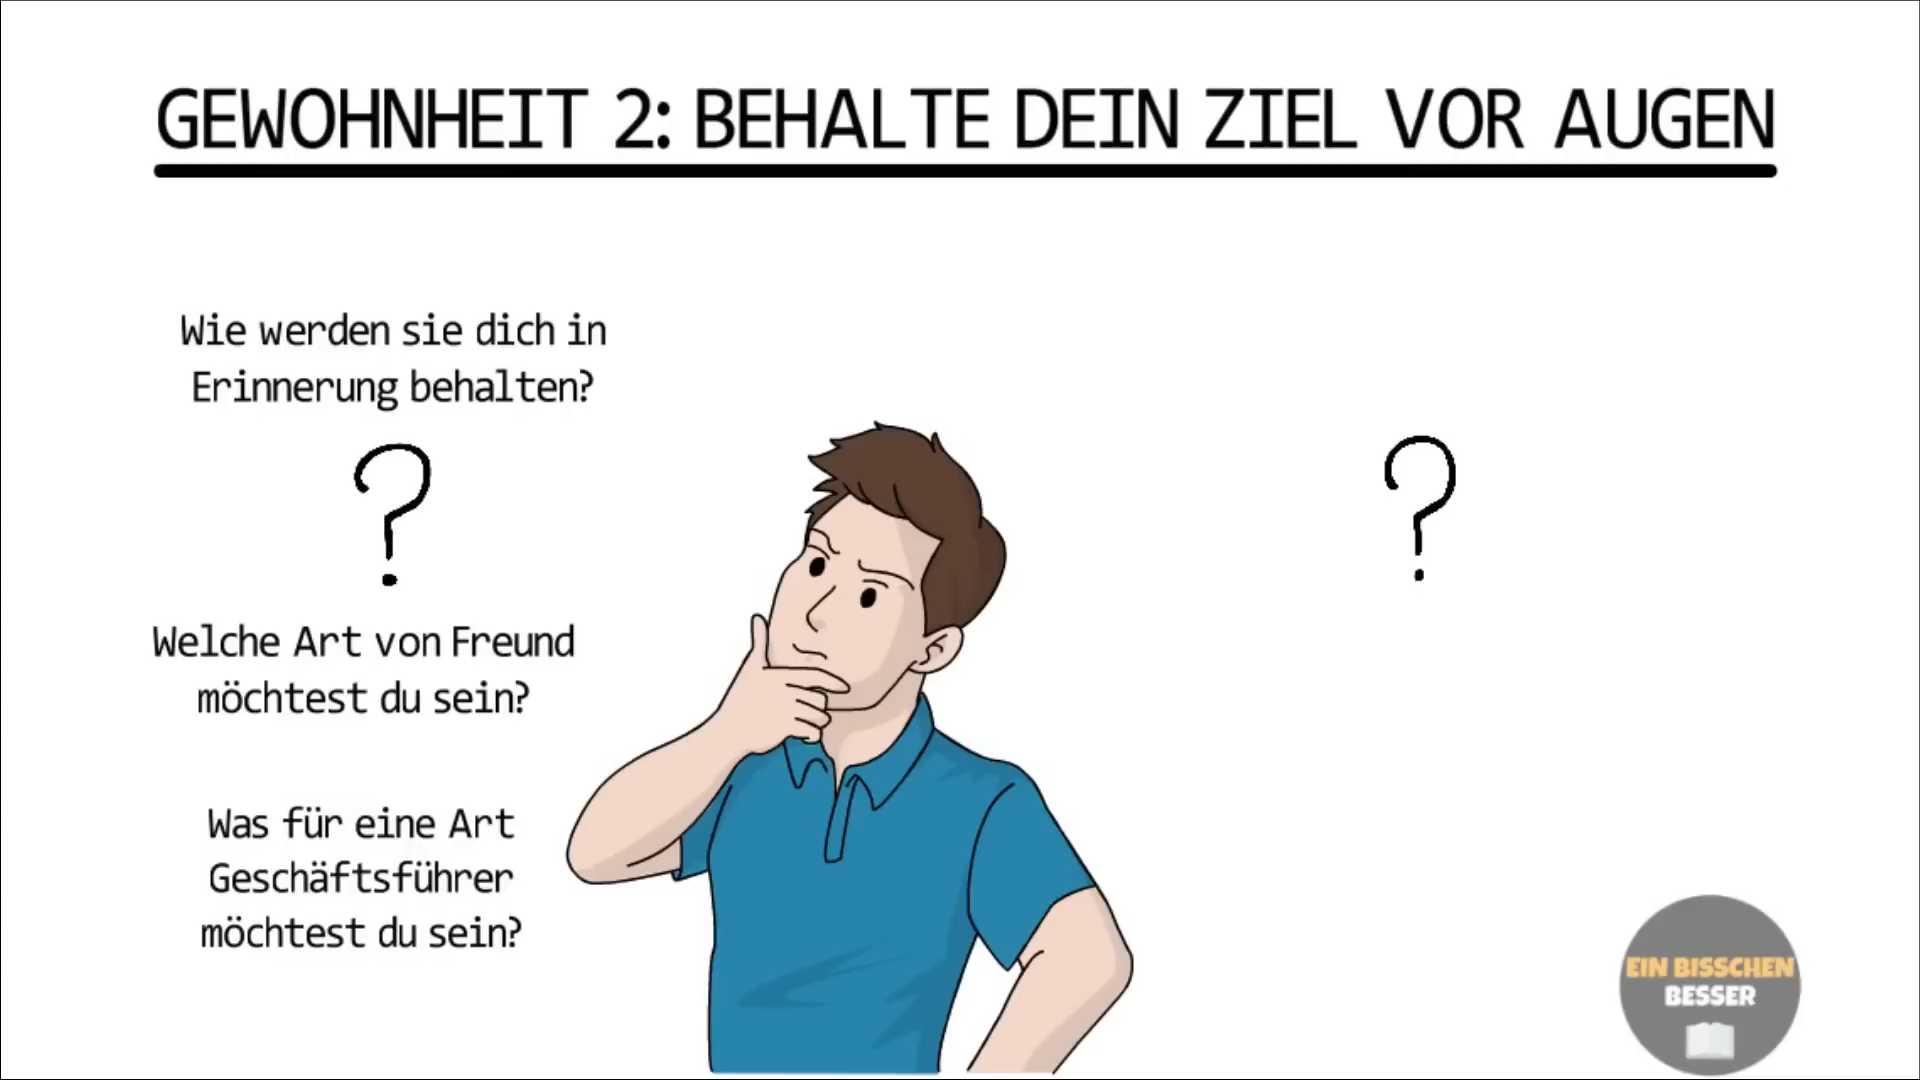 GEWOHNHEIT 2: BEHALTE DEIN ZIEL VOR AUGEN
Wie werden sie dich in
Erinnerung behalten?
?
?
Welche Art von Freund
möchtest du sein?
Was für eine Art
Geschäftsführer
möchtest du sein?
EIN BISSCHEN
BESSER